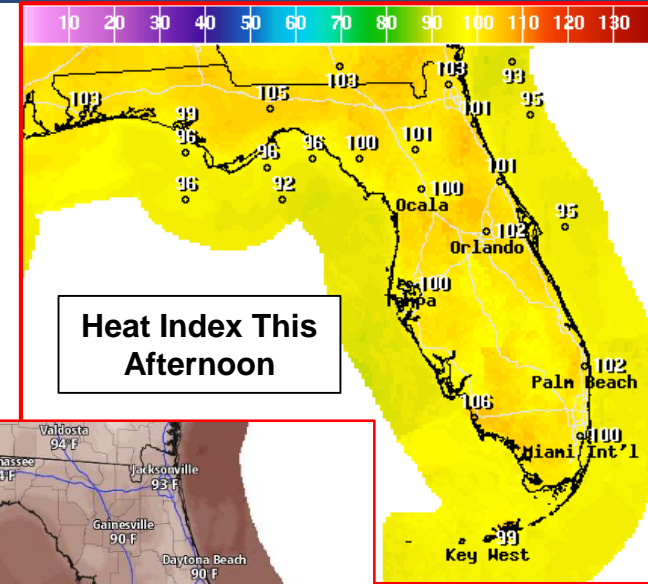 10 20 30 40 50 60 70 80 90 100 110 120 130
93
103
103
95
105
103
99
101
96
101
96
100
96
101
92
96
100
Ocala
95
102
Orlando
100
Tampa
Heat Index This
Afternoon
102
Palm Beach
106
100
Miami Int'l
99
Key West
Valdosta
94°F
Jacksonville
93 F
Gainesville
90 F
Daytona Beach
90 F